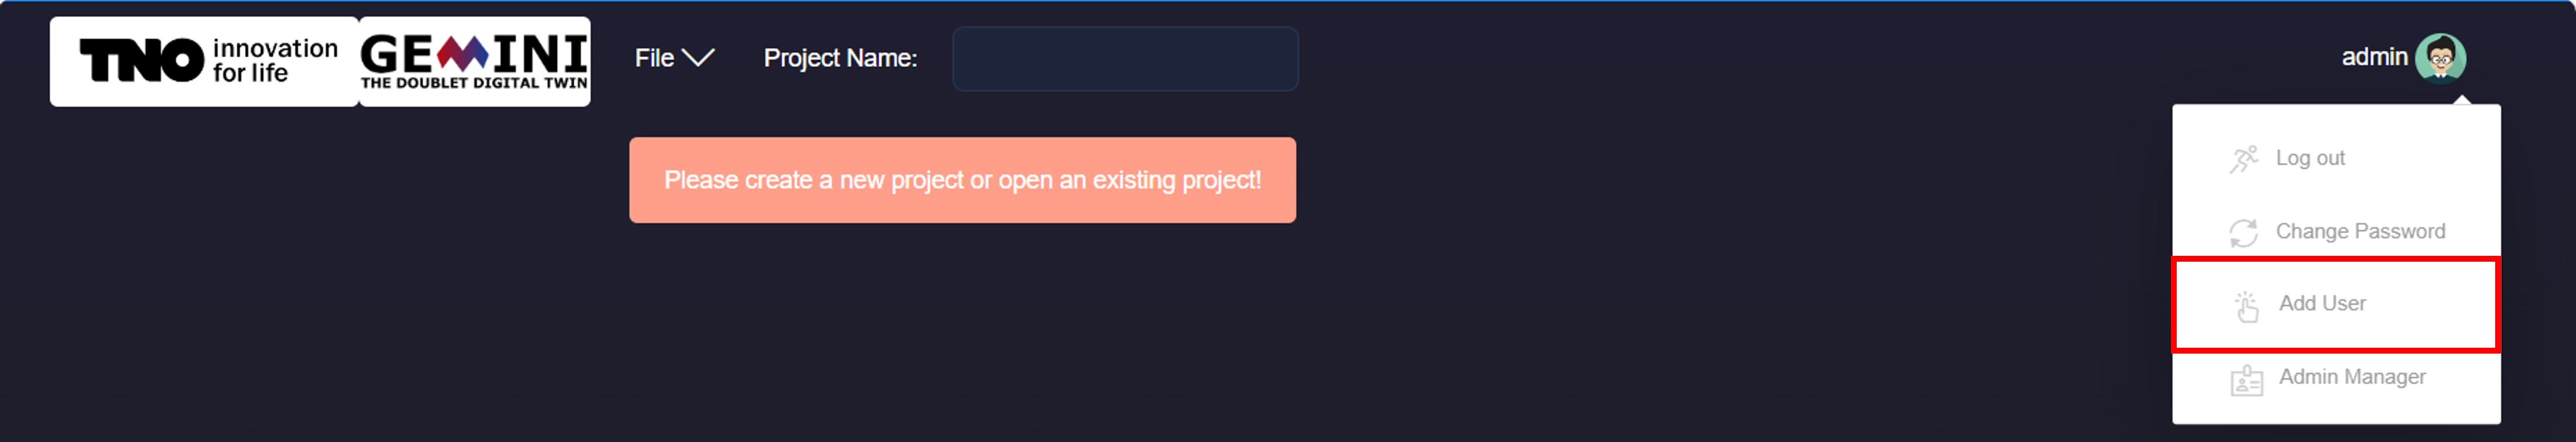 TNO innovation
for life
GEMINI
THE DOUBLET DIGITAL TWIN
File
Project Name:
admin
Please create a new project or open an existing project!
Log out
Change Password
Add User
Admin Manager